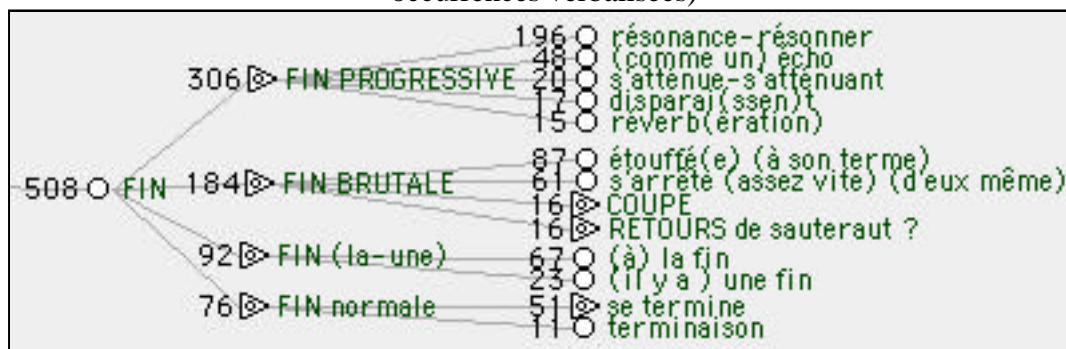 occurrences verbalisées)
196 résonance-résonner
48 (comme un) écho
306 FIN PROGRESSIVE 20 s'atténue-s'atténuant
17 disparaî(ssen)t
15 réverb(ération)
87 étouffé(e) (à son terme)
508 FIN 184 FIN BRUTALE 61 s'arrête (assez vite) (d'eux même)
16 COUPE
16 RETOURS de sauteraut ?
92 FIN (la-une) 67 (à) la fin
23 (il y a ) une fin
76 FIN normale 51 se termine
11 terminaison